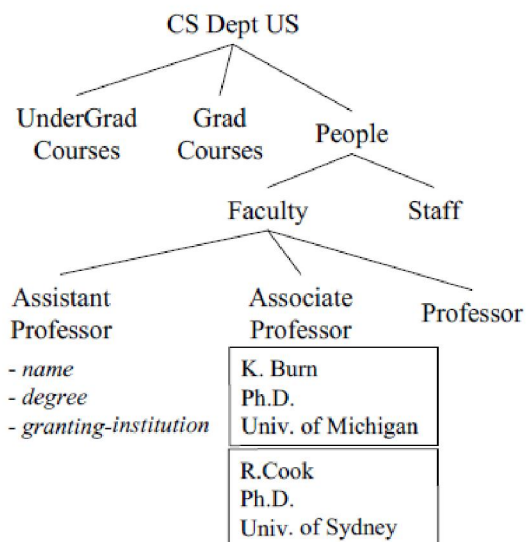 CS Dept US
UnderGrad
Courses
Grad
Courses
People
Faculty
Staff
Assistant
Professor
Associate
Professor
Professor
- name
- degree
- granting-institution
K. Burn
Ph.D.
Univ. of Michigan
R.Cook
Ph.D.
Univ. of Sydney